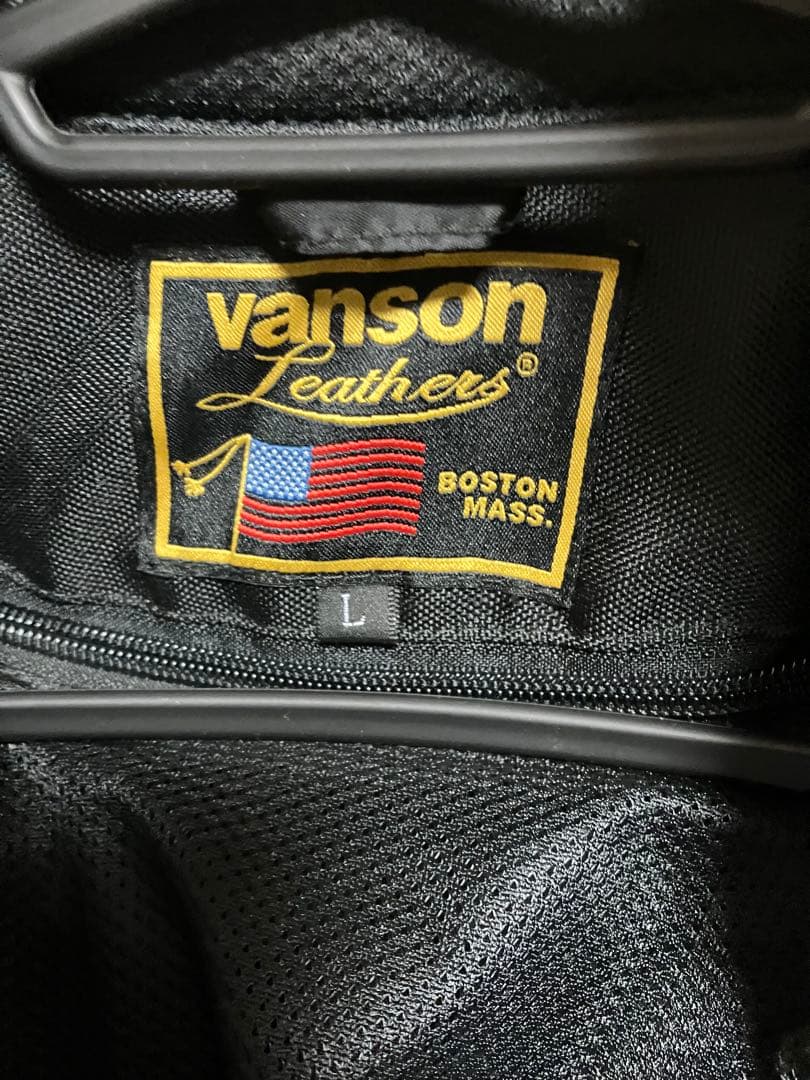 vanson
Leathers®
BOSTON
MASS.
L